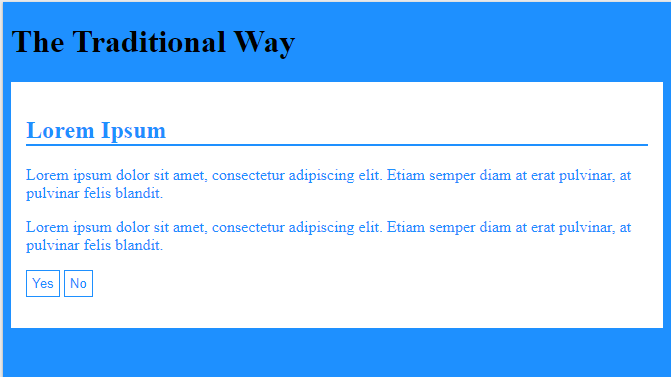 The Traditional Way
Lorem Ipsum
Lorem ipsum dolor sit amet, consectetur adipiscing elit. Etiam semper diam at erat pulvinar, at
pulvinar felis blandit.
Lorem ipsum dolor sit amet, consectetur adipiscing elit. Etiam semper diam at erat pulvinar, at
pulvinar felis blandit.
Yes No